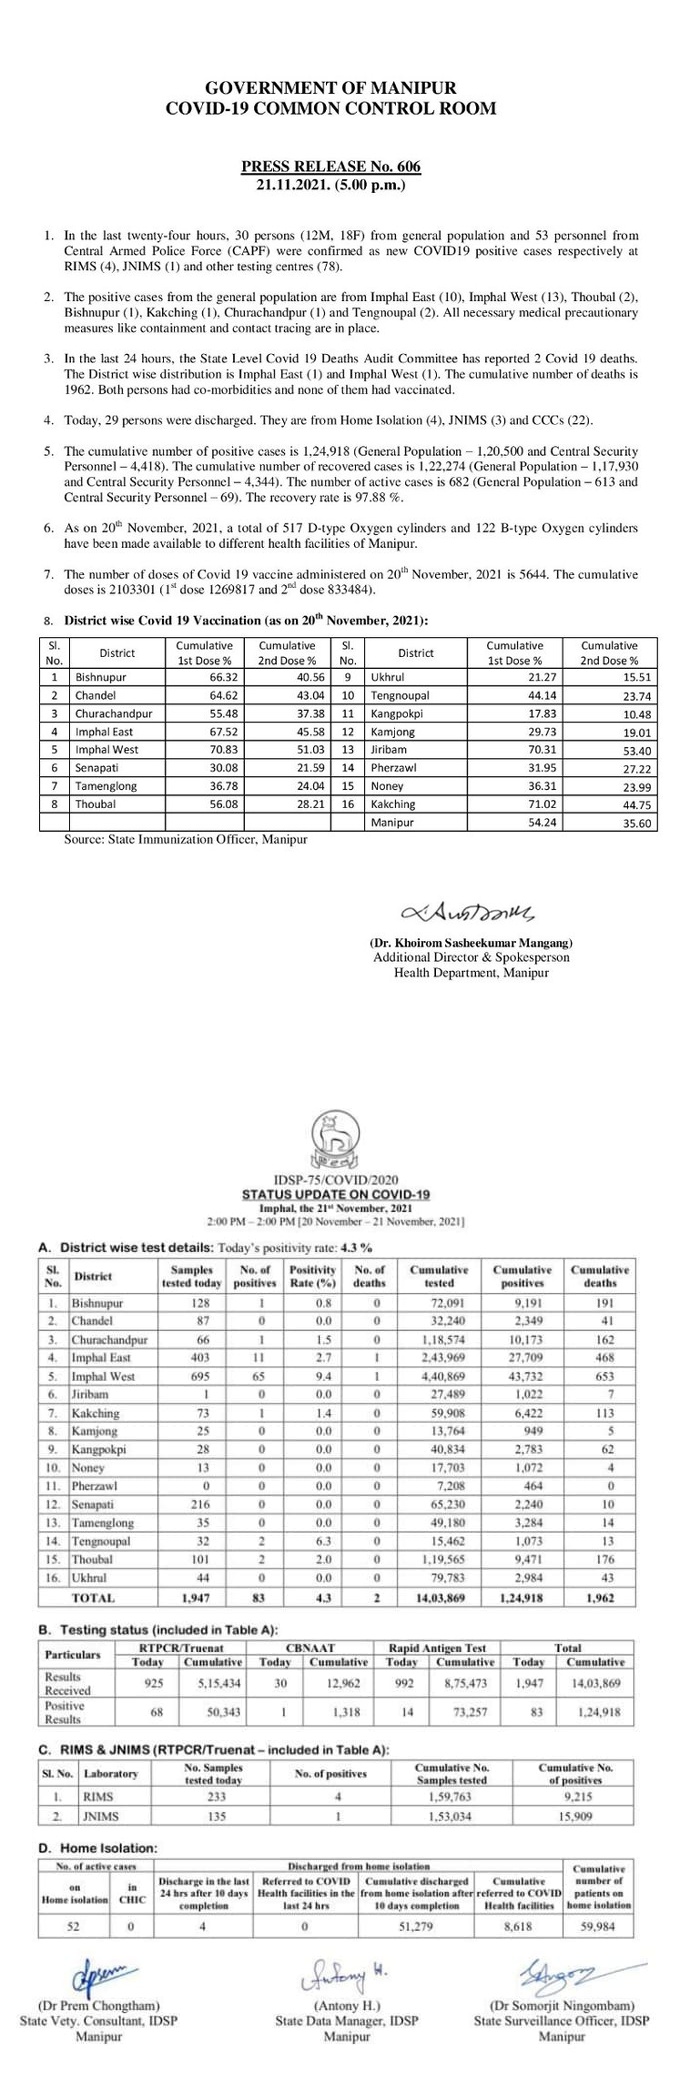 GOVERNMENT OF MANIPUR
COVID-19 COMMON CONTROL ROOM
PRESS RELEASE No. 606
21.11.2021. (5.00 p.m.)
1. In the last twenty-four hours, 30 persons (12M, 18F) from general population and 53 personnel from
Central Armed Police Force (CAPF) were confirmed as new COVID19 positive cases respectively at
RIMS (4), JNIMS (1) and other testing centres (78).
2. The positive cases from the general population are from Imphal East (10), Imphal West (13), Thoubal (2),
Bishnupur (1), Kakching (1), Churachandpur (1) and Tengnoupal (2). All necessary medical precautionary
measures like containment and contact tracing are in place.
3. In the last 24 hours, the State Level Covid 19 Deaths Audit Committee has reported 2 Covid 19 deaths.
The District wise distribution is Imphal East (1) and Imphal West (1). The cumulative number of deaths is
1962. Both persons had co-morbidities and none of them had vaccinated.
4. Today, 29 persons were discharged. They are from Home Isolation (4), JNIMS (3) and CCCs (22).
5. The cumulative number of positive cases is 1,24,918 (General Population – 1,20,500 and Central Security
Personnel – 4,418). The cumulative number of recovered cases is 1,22,274 (General Population – 1,17,930
and Central Security Personnel – 4,344). The number of active cases is 682 (General Population – 613 and
Central Security Personnel – 69). The recovery rate is 97.88 %.
6. As on 20th November, 2021, a total of 517 D-type Oxygen cylinders and 122 B-type Oxygen cylinders
have been made available to different health facilities of Manipur.
7. The number of doses of Covid 19 vaccine administered on 20th November, 2021 is 5644. The cumulative
doses is 2103301 (1st dose 1269817 and 2nd dose 833484).
8. District wise Covid 19 Vaccination (as on 20th November, 2021):
Sl. No. District Cumulative 1st Dose % Cumulative 2nd Dose % Sl. No. District Cumulative 1st Dose % Cumulative 2nd Dose %
1 Bishnupur 66.32 40.56 9 Ukhrul 21.27 15.51
2 Chandel 64.62 43.04 10 Tengnoupal 44.14 23.74
3 Churachandpur 55.48 37.38 11 Kangpokpi 17.83 10.48
4 Imphal East 67.52 45.58 12 Kamjong 29.73 19.01
5 Imphal West 70.83 51.03 13 Jiribam 70.31 53.40
6 Senapati 30.08 21.59 14 Pherzawl 31.95 27.22
7 Tamenglong 36.78 24.04 15 Noney 36.31 23.99
8 Thoubal 56.08 28.21 16 Kakching 71.02 44.75
Manipur 54.24 35.60
Source: State Immunization Officer, Manipur
(Dr. Khoirom Sasheekumar Mangang)
Additional Director & Spokesperson
Health Department, Manipur
IDSP-75/COVID/2020
STATUS UPDATE ON COVID-19
Imphal, the 21st November, 2021
2:00 PM – 2:00 PM [20 November – 21 November, 2021]
A. District wise test details: Today's positivity rate: 4.3 %
Sl. No. District Samples tested today No. of positives Positivity Rate (%) No. of deaths Cumulative tested Cumulative positives Cumulative deaths
1. Bishnupur 128 1 0.8 0 72,091 9,191 191
2. Chandel 87 0 0.0 0 32,240 2,349 41
3. Churachandpur 66 1 1.5 0 1,18,574 10,173 162
4. Imphal East 403 11 2.7 1 2,43,969 27,709 468
5. Imphal West 695 65 9.4 1 4,40,869 43,732 653
6. Jiribam 1 0 0.0 0 27,489 1,022 7
7. Kakching 73 1 1.4 0 59,908 6,422 113
8. Kamjong 25 0 0.0 0 13,764 949 5
9. Kangpokpi 28 0 0.0 0 40,834 2,783 62
10. Noney 13 0 0.0 0 17,703 1,072 4
11. Pherzawl 0 0 0.0 0 7,208 464 0
12. Senapati 216 0 0.0 0 65,230 2,240 10
13. Tamenglong 35 0 0.0 0 49,180 3,284 14
14. Tengnoupal 32 2 6.3 0 15,462 1,073 13
15. Thoubal 101 2 2.0 0 1,19,565 9,471 176
16. Ukhrul 44 0 0.0 0 79,783 2,984 43
TOTAL 1,947 83 4.3 2 14,03,869 1,24,918 1,962
B. Testing status (included in Table A):
Particulars RTPCR/Truenat CBNAAT Rapid Antigen Test Total
Today Cumulative Today Cumulative Today Cumulative Today Cumulative
Results Received 925 5,15,434 30 12,962 992 8,75,473 1,947 14,03,869
Positive Results 68 50,343 1 1,318 14 73,257 83 1,24,918
C. RIMS & JNIMS (RTPCR/Truenat – included in Table A):
Sl. No. Laboratory No. Samples tested today No. of positives Cumulative No. Samples tested Cumulative No. of positives
1. RIMS 233 4 1,59,763 9,215
2. JNIMS 135 1 1,53,034 15,909
D. Home Isolation:
No. of active cases Discharged from home isolation Cumulative number of patients on home isolation
on Home isolation in CHIC Discharge in the last 24 hrs after 10 days completion Referred to COVID Health facilities in the last 24 hrs Cumulative discharged from home isolation after 10 days completion Cumulative referred to COVID Health facilities
52 0 4 0 51,279 8,618 59,984
Antony H.
(Dr Prem Chongtham) (Antony H.) (Dr Somorjit Ningombam)
State Vety. Consultant, IDSP State Data Manager, IDSP State Surveillance Officer, IDSP
Manipur Manipur Manipur